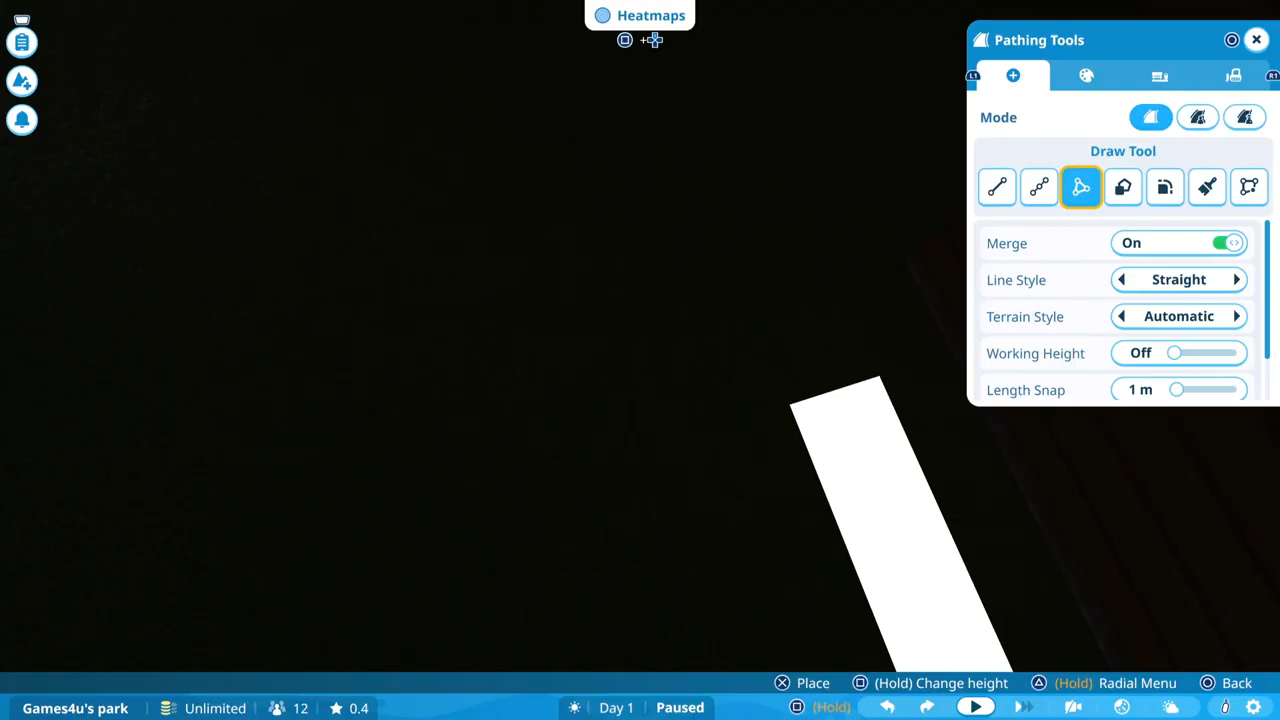 Heatmaps
+
Pathing Tools
L1
R1
Mode
Draw Tool
Merge On
Line Style Straight
Terrain Style Automatic
Working Height Off
Length Snap 1 m
Place (Hold) Change height (Hold) Radial Menu Back
Games4u's park Unlimited 12 0.4 Day 1 Paused (Hold)